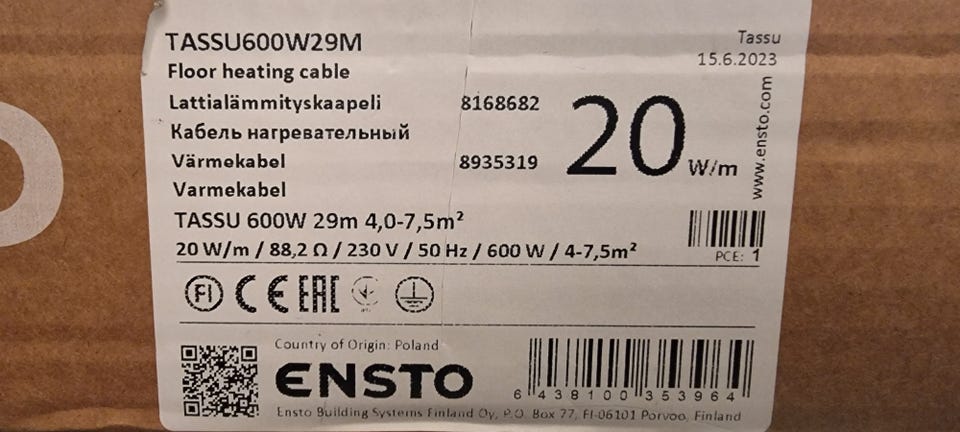 TASSU600W29M
Tassu
15.6.2023
Floor heating cable
Lattialämmityskaapeli 8168682
Кабель нагревательный
Värmekabel 8935319
Varmekabel
20 W/m
www.ensto.com
TASSU 600W 29m 4,0-7,5m²
20 W/m / 88,2 Ω / 230 V / 50 Hz / 600 W / 4-7,5m²
PCE: 1
FI CE EAC
Country of Origin: Poland
ENSTO
6 438100 353964
Ensto Building Systems Finland Oy, P.O. Box 77, FI-06101 Porvoo, Finland